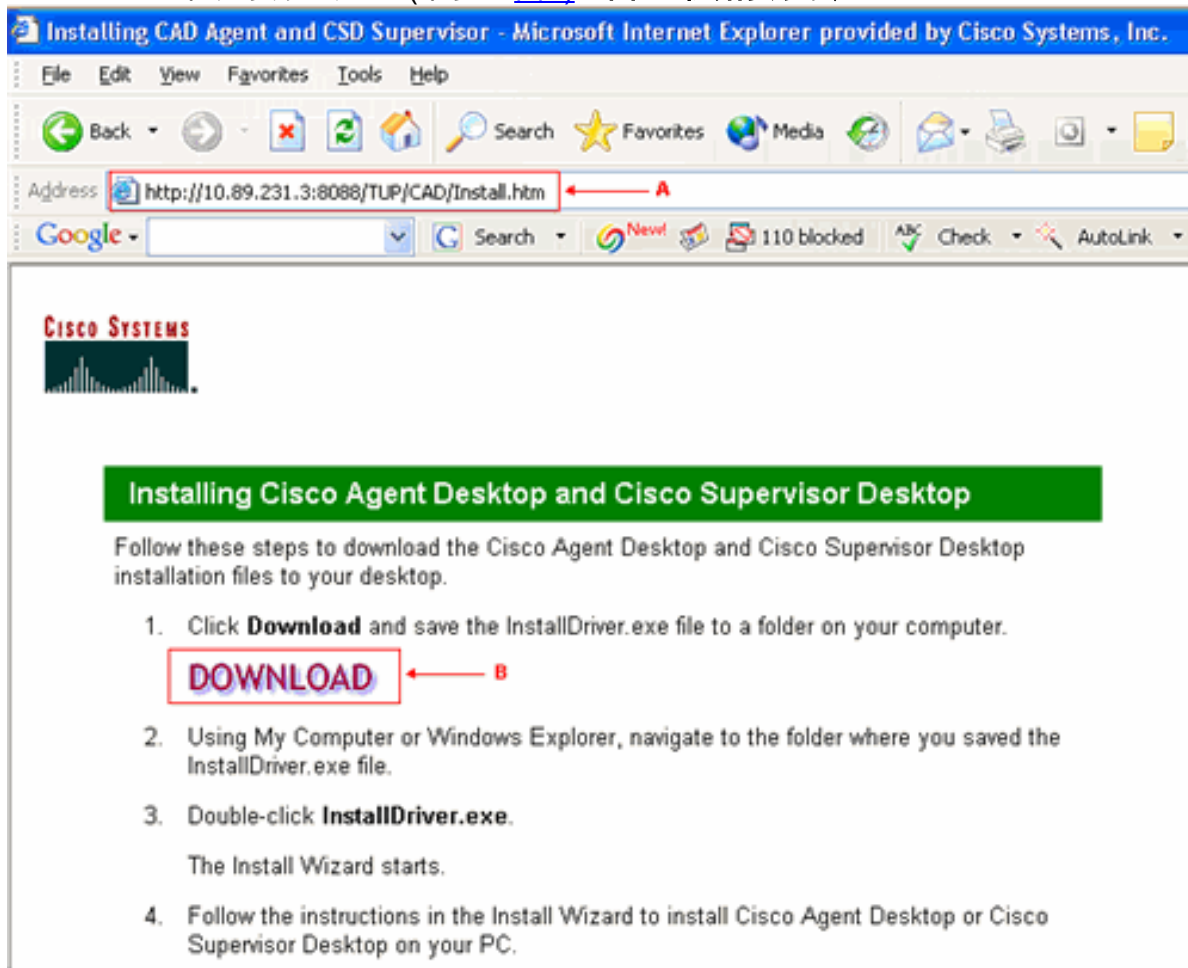 Installing CAD Agent and CSD Supervisor - Microsoft Internet Explorer provided by Cisco Systems, Inc.
File Edit View Favorites Tools Help
Back Search Favorites Media
Address http://10.89.231.3:8088/TUP/CAD/Install.htm A
Google Search New! 110 blocked ABC Check AutoLink
CISCO SYSTEMS
Installing Cisco Agent Desktop and Cisco Supervisor Desktop
Follow these steps to download the Cisco Agent Desktop and Cisco Supervisor Desktop
installation files to your desktop.
1. Click Download and save the InstallDriver.exe file to a folder on your computer.
DOWNLOAD B
2. Using My Computer or Windows Explorer, navigate to the folder where you saved the
InstallDriver.exe file.
3. Double-click InstallDriver.exe.
The Install Wizard starts.
4. Follow the instructions in the Install Wizard to install Cisco Agent Desktop or Cisco
Supervisor Desktop on your PC.